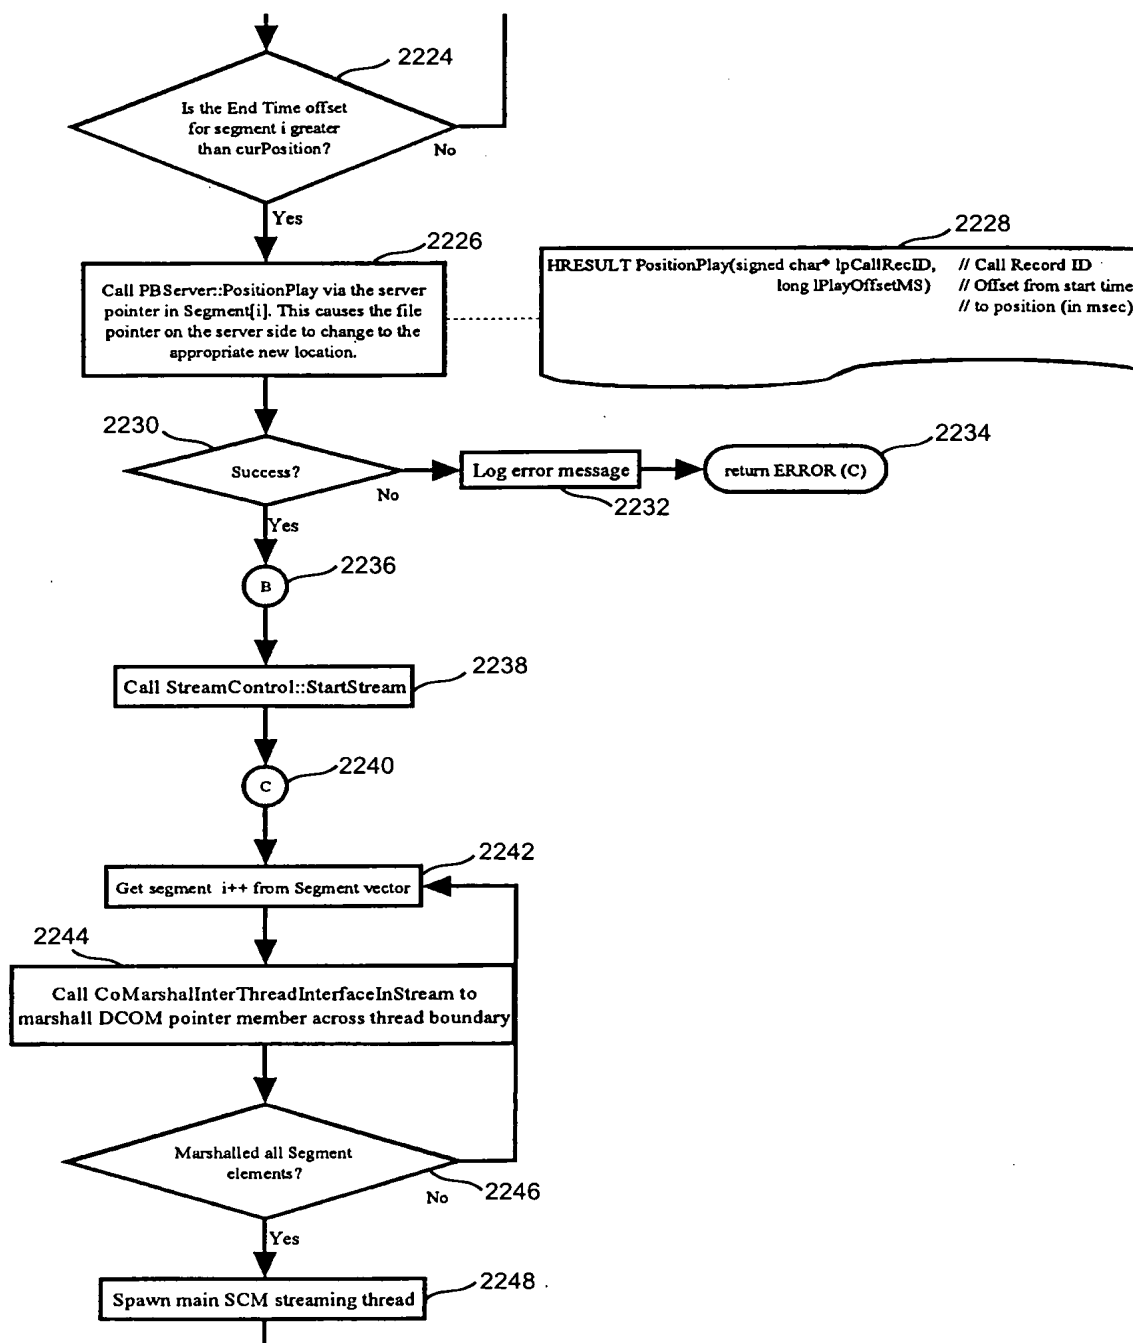 2224
Is the End Time offset
for segment i greater
than curPosition?
No
Yes
2226
Call PBServer::PositionPlay via the server
pointer in Segment[i]. This causes the file
pointer on the server side to change to the
appropriate new location.
2228
HRESULT PositionPlay(signed char* lpCallRecID, // Call Record ID
long lPlayOffsetMS) // Offset from start time
// to position (in msec)
2230
Success?
No
Log error message
2232
return ERROR (C)
2234
Yes
B
2236
Call StreamControl::StartStream
2238
C
2240
Get segment i++ from Segment vector
2242
2244
Call CoMarshalInterThreadInterfaceInStream to
marshall DCOM pointer member across thread boundary
Marshalled all Segment
elements?
2246
No
Yes
Spawn main SCM streaming thread
2248